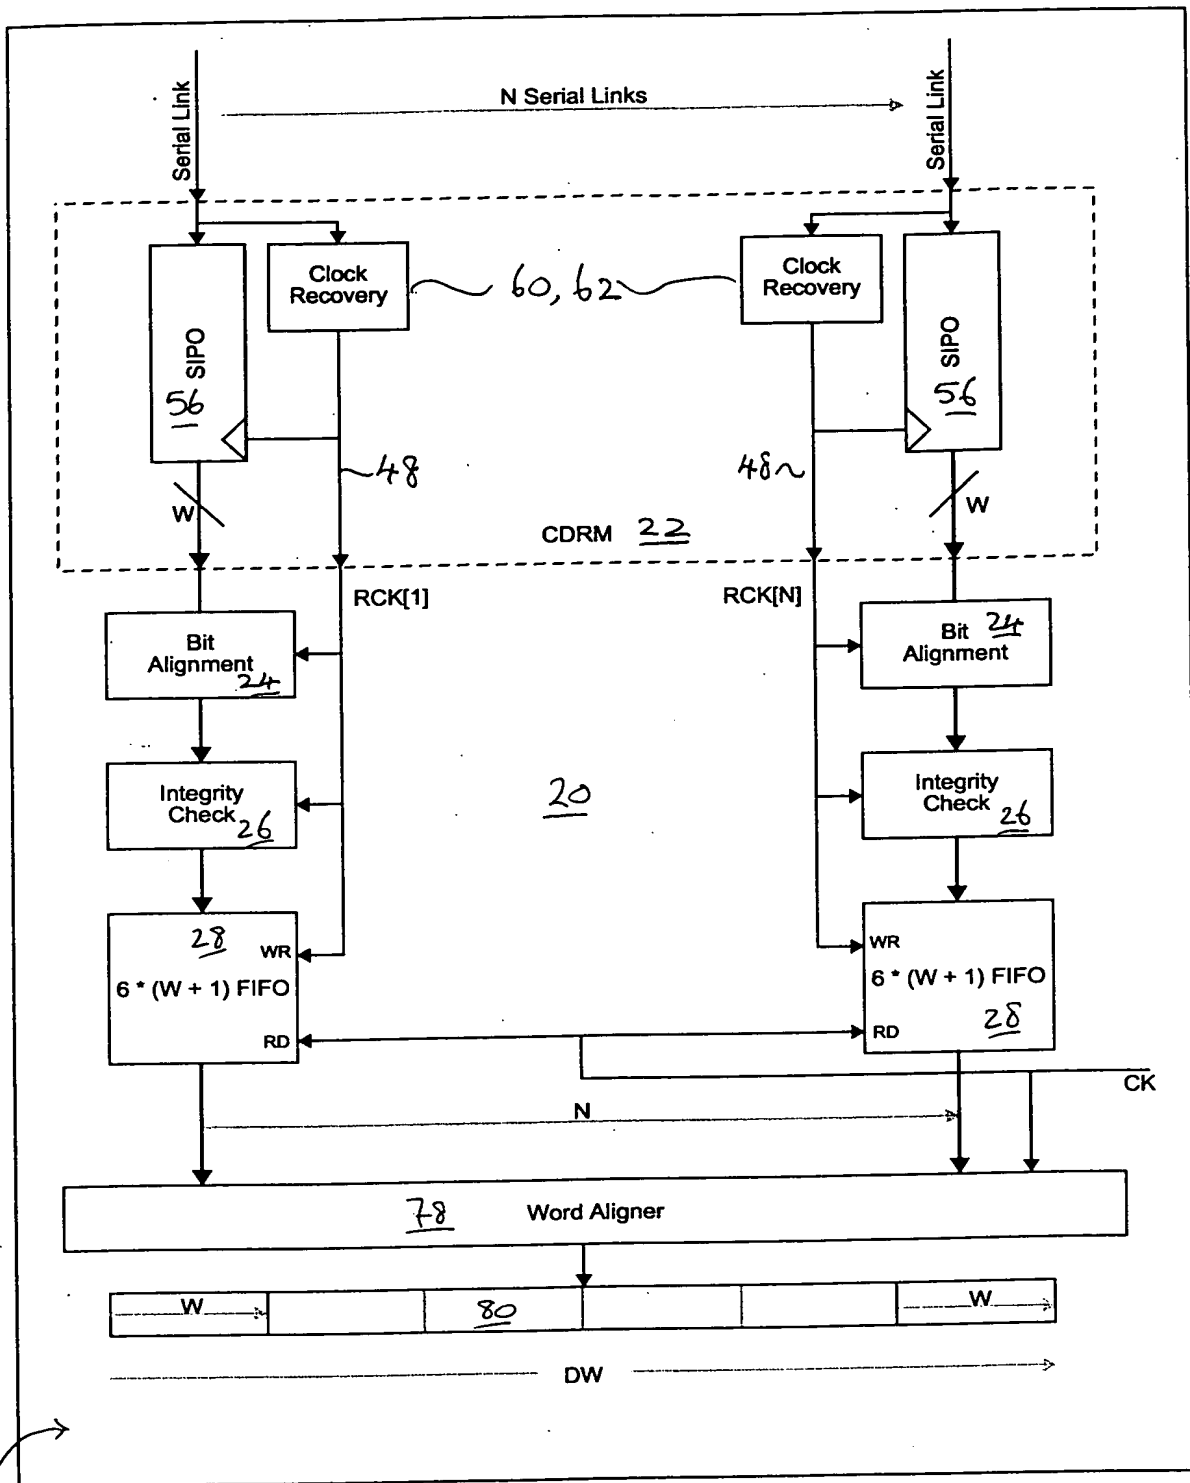 Serial Link
N Serial Links
Serial Link
Clock
Recovery
60, 62
Clock
Recovery
SIPO
56
SIPO
56
48
48
W
W
CDRM 22
RCK[1]
RCK[N]
Bit
Alignment
24
Bit 24
Alignment
Integrity
Check
26
20
Integrity
Check
26
28
WR
6 * (W + 1) FIFO
RD
WR
6 * (W + 1) FIFO
28
RD
CK
N
78 Word Aligner
W
80
W
DW